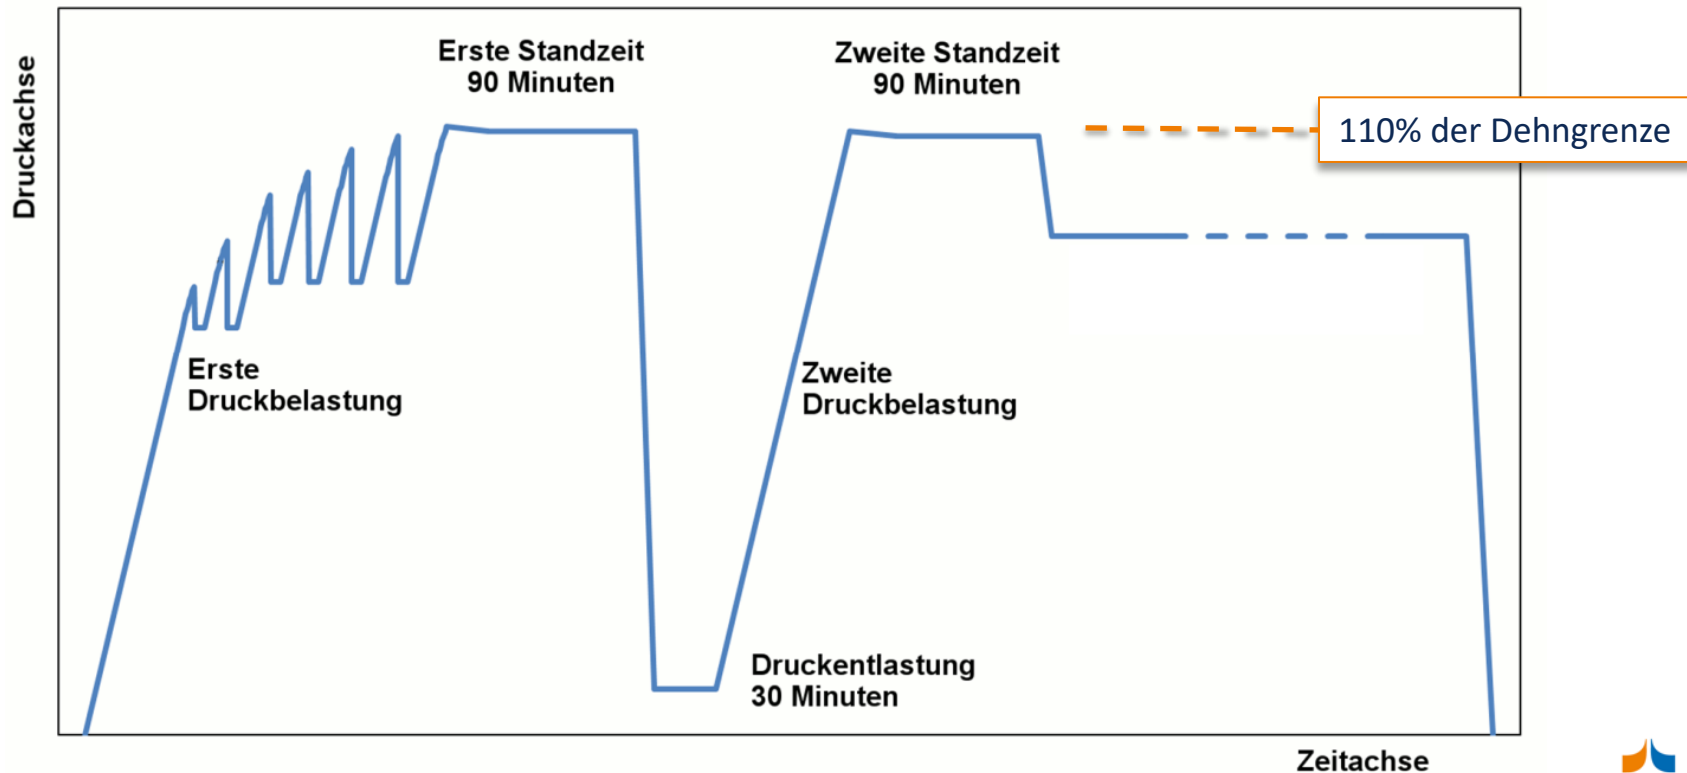 Druckachse
Erste Standzeit
90 Minuten
Zweite Standzeit
90 Minuten
110% der Dehngrenze
Erste
Druckbelastung
Zweite
Druckbelastung
Druckentlastung
30 Minuten
Zeitachse